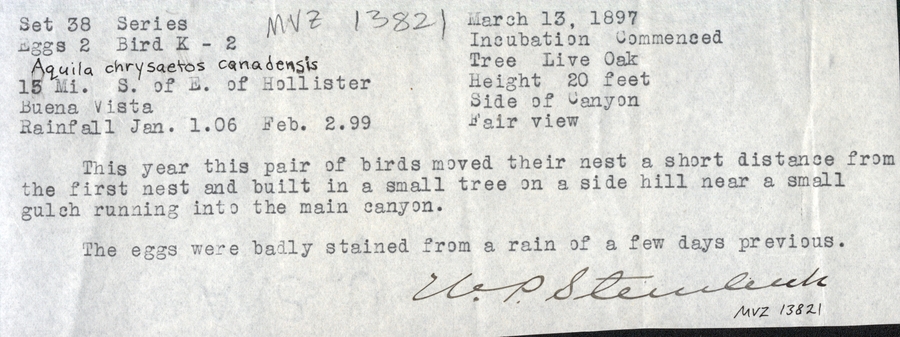 Set 38 Series
Eggs 2 Bird K - 2
MVZ 13821
Aquila chrysaetos canadensis
15 Mi. S. of E. of Hollister
Buena Vista
Rainfall Jan. 1.06 Feb. 2.99
March 13, 1897
Incubation Commenced
Tree Live Oak
Height 20 feet
Side of Canyon
Fair view
This year this pair of birds moved their nest a short distance from
the first nest and built in a small tree on a side hill near a small
gulch running into the main canyon.
The eggs were badly stained from a rain of a few days previous.
MVZ 13821